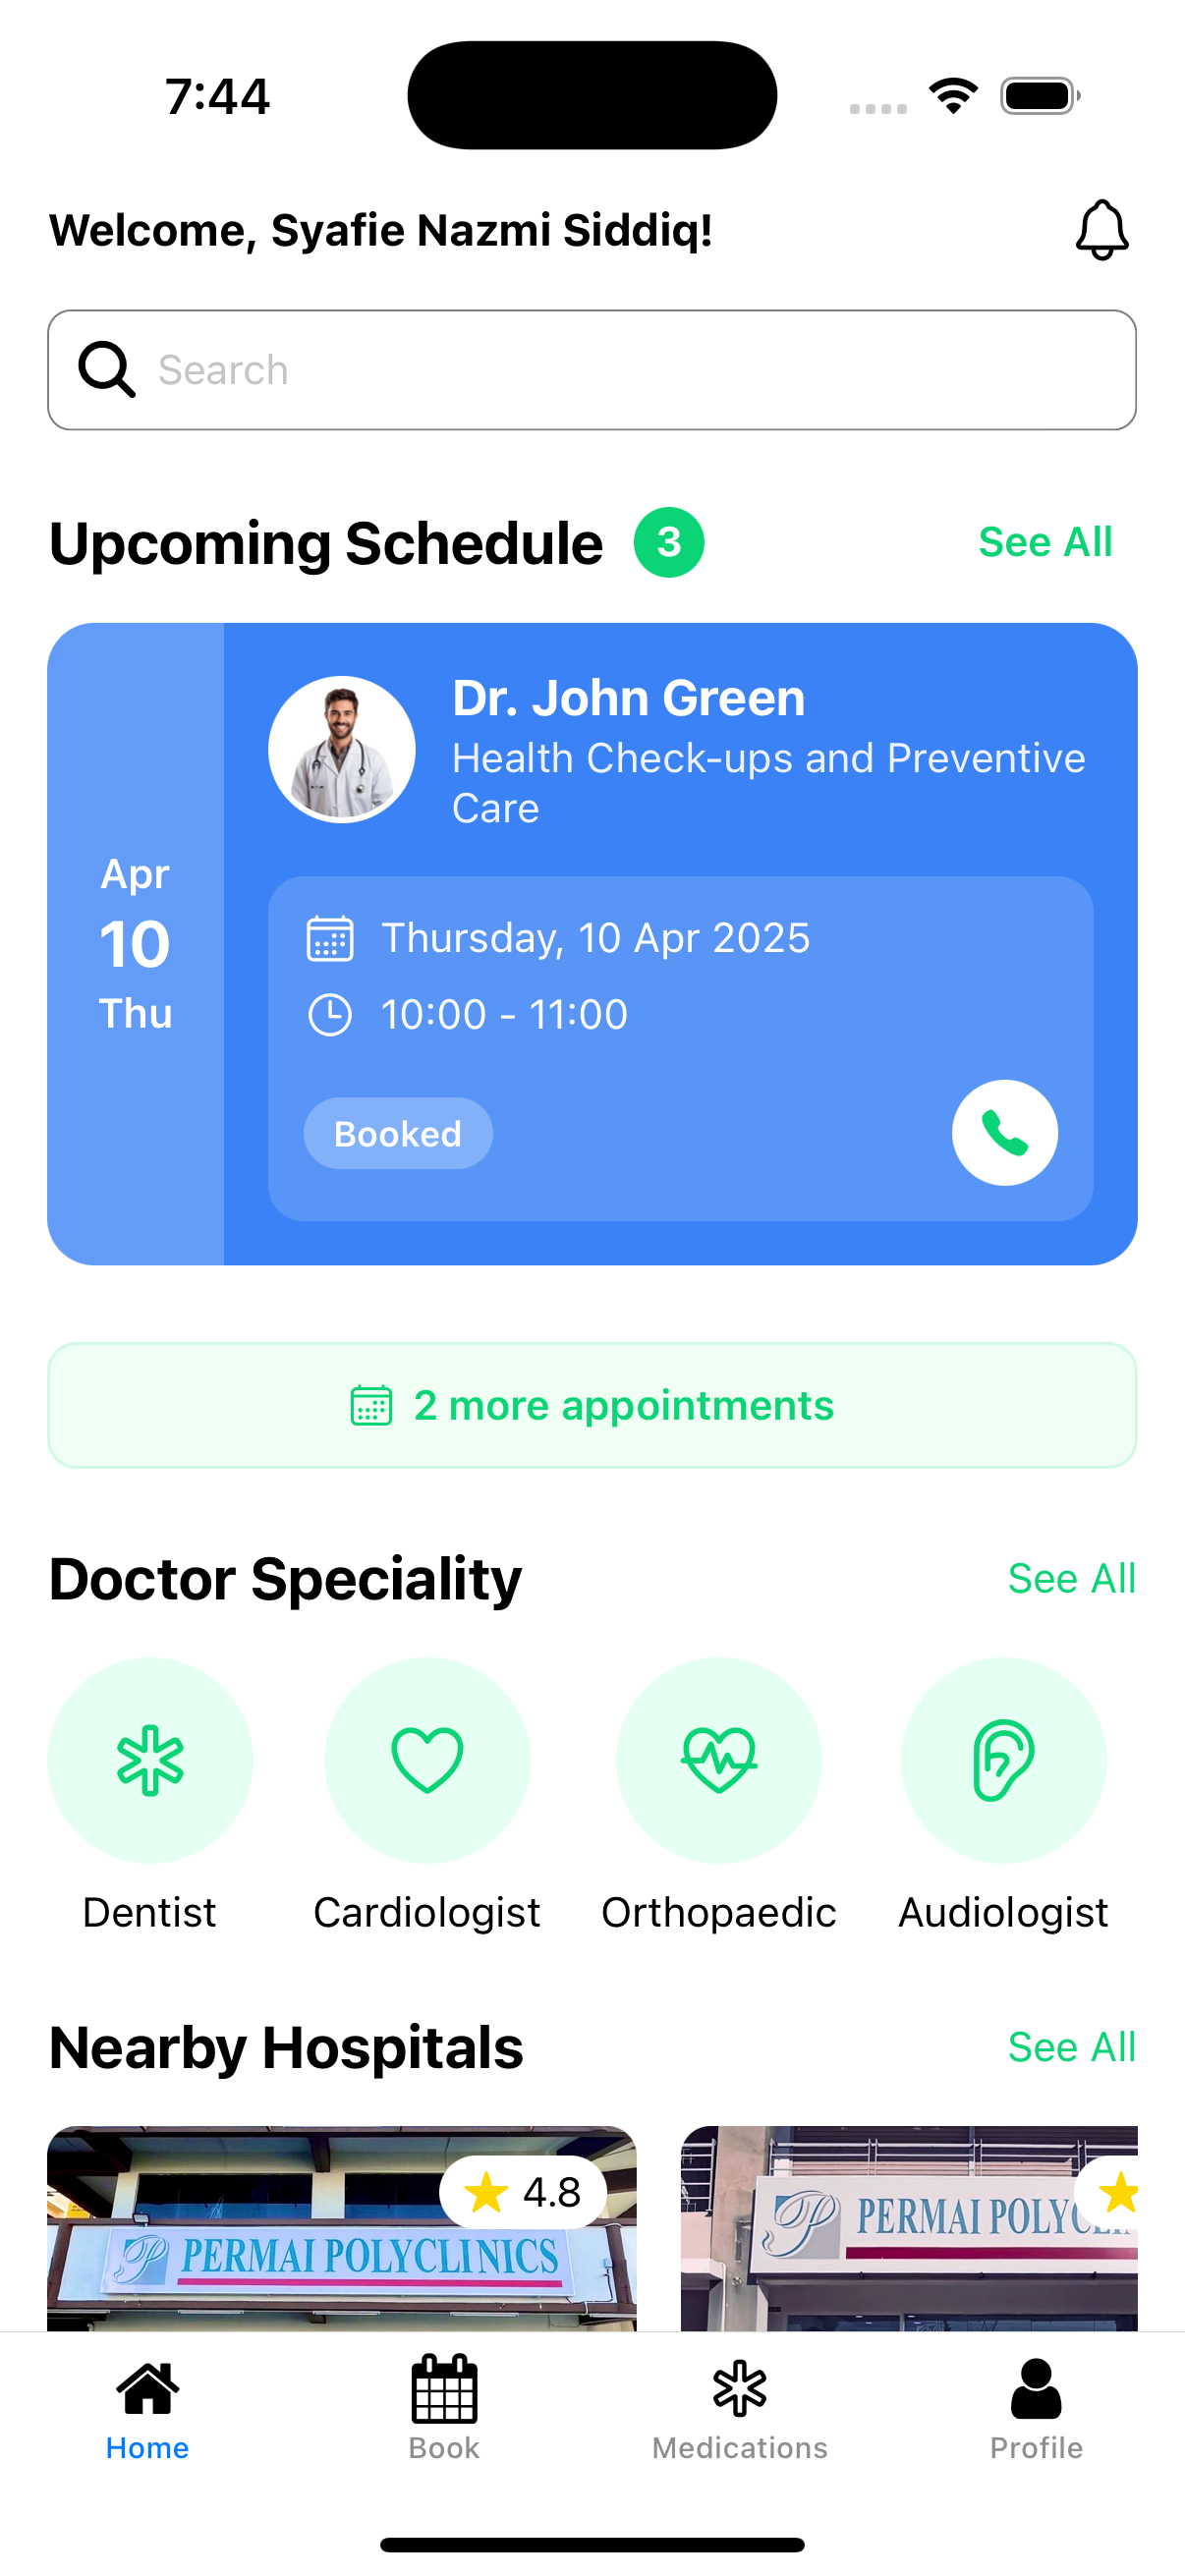 7:44
Welcome, Syafie Nazmi Siddiq!
Search
Upcoming Schedule 3 See All
Dr. John Green
Health Check-ups and Preventive
Care
Apr
10
Thu
Thursday, 10 Apr 2025
10:00 - 11:00
Booked
2 more appointments
Doctor Speciality See All
Dentist Cardiologist Orthopaedic Audiologist
Nearby Hospitals See All
4.8
PERMAI POLYCLINICS
PERMAI
Home Book Medications Profile